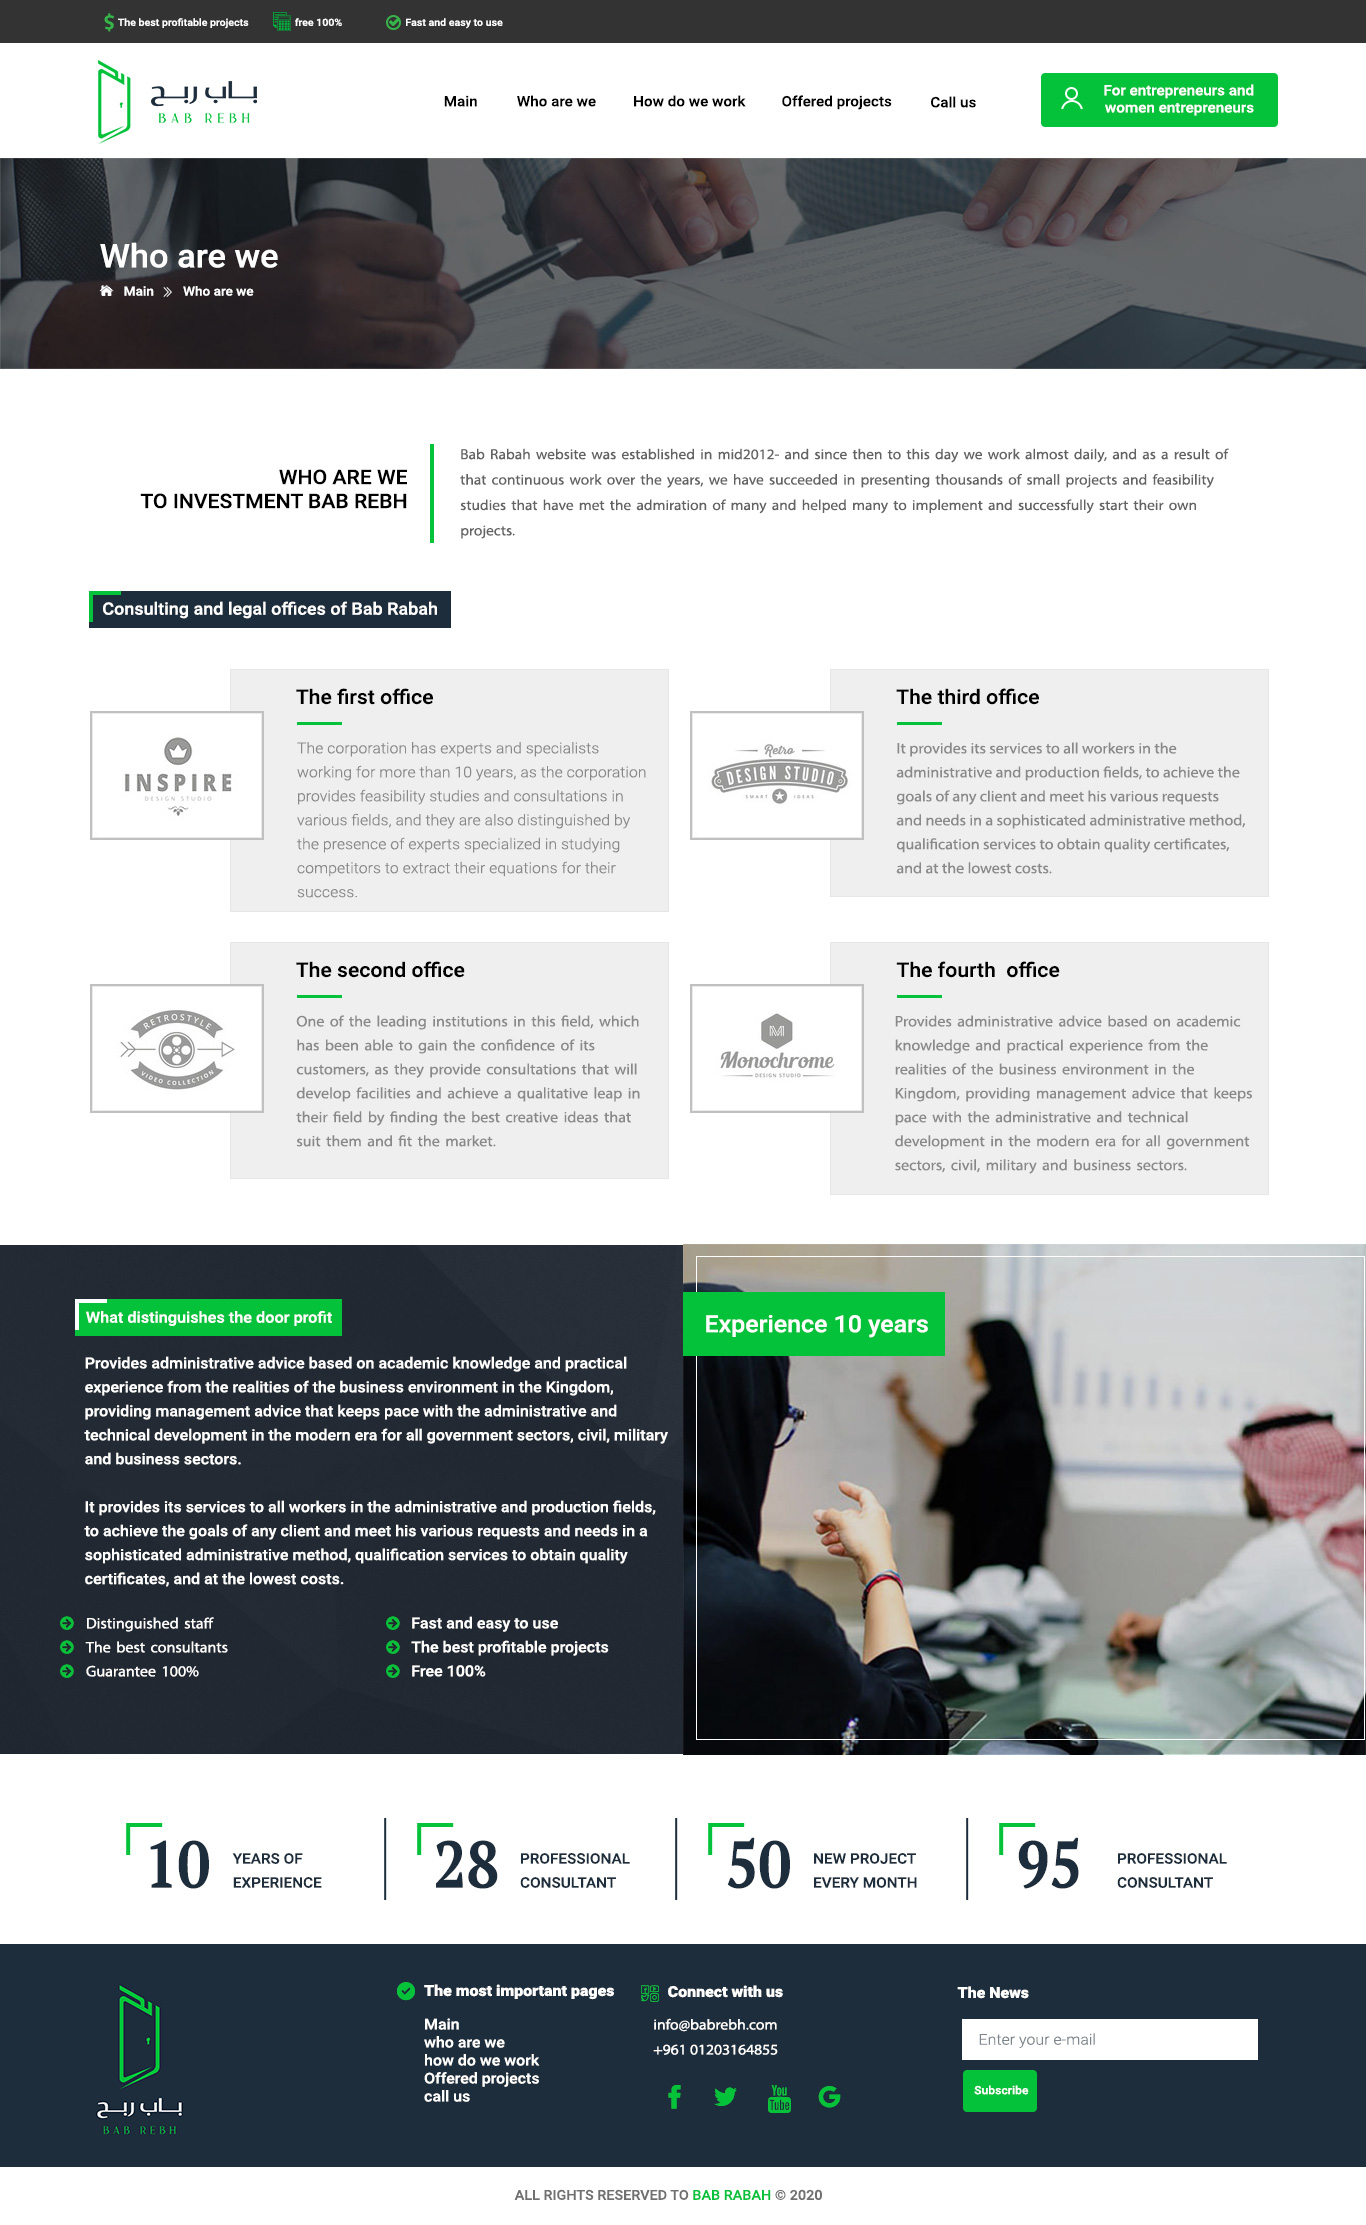 The best profitable projects
free 100%
Fast and easy to use
بـاب ربـح
BAB REBH
Main
Who are we
How do we work
Offered projects
Call us
For entrepreneurs and
women entrepreneurs
Who are we
Main » Who are we
WHO ARE WE
TO INVESTMENT BAB REBH
Bab Rabah website was established in mid2012- and since then to this day we work almost daily, and as a result of
that continuous work over the years, we have succeeded in presenting thousands of small projects and feasibility
studies that have met the admiration of many and helped many to implement and successfully start their own
projects.
Consulting and legal offices of Bab Rabah
INSPIRE
DESIGN STUDIO
The first office
The corporation has experts and specialists
working for more than 10 years, as the corporation
provides feasibility studies and consultations in
various fields, and they are also distinguished by
the presence of experts specialized in studying
competitors to extract their equations for their
success.
Retro
DESIGN STUDIO
SMART IDEAS
The third office
It provides its services to all workers in the
administrative and production fields, to achieve the
goals of any client and meet his various requests
and needs in a sophisticated administrative method,
qualification services to obtain quality certificates,
and at the lowest costs.
RETROSTYLE
VIDEO COLLECTION
The second office
One of the leading institutions in this field, which
has been able to gain the confidence of its
customers, as they provide consultations that will
develop facilities and achieve a qualitative leap in
their field by finding the best creative ideas that
suit them and fit the market.
M
Monochrome
DESIGN STUDIO
The fourth office
Provides administrative advice based on academic
knowledge and practical experience from the
realities of the business environment in the
Kingdom, providing management advice that keeps
pace with the administrative and technical
development in the modern era for all government
sectors, civil, military and business sectors.
What distinguishes the door profit
Provides administrative advice based on academic knowledge and practical
experience from the realities of the business environment in the Kingdom,
providing management advice that keeps pace with the administrative and
technical development in the modern era for all government sectors, civil, military
and business sectors.
It provides its services to all workers in the administrative and production fields,
to achieve the goals of any client and meet his various requests and needs in a
sophisticated administrative method, qualification services to obtain quality
certificates, and at the lowest costs.
Distinguished staff
The best consultants
Guarantee 100%
Fast and easy to use
The best profitable projects
Free 100%
Experience 10 years
10
YEARS OF
EXPERIENCE
28
PROFESSIONAL
CONSULTANT
50
NEW PROJECT
EVERY MONTH
95
PROFESSIONAL
CONSULTANT
بـاب ربـح
BAB REBH
The most important pages
Main
who are we
how do we work
Offered projects
call us
Connect with us
info@babrebh.com
+961 01203164855
You
Tube
The News
Enter your e-mail
Subscribe
ALL RIGHTS RESERVED TO BAB RABAH © 2020